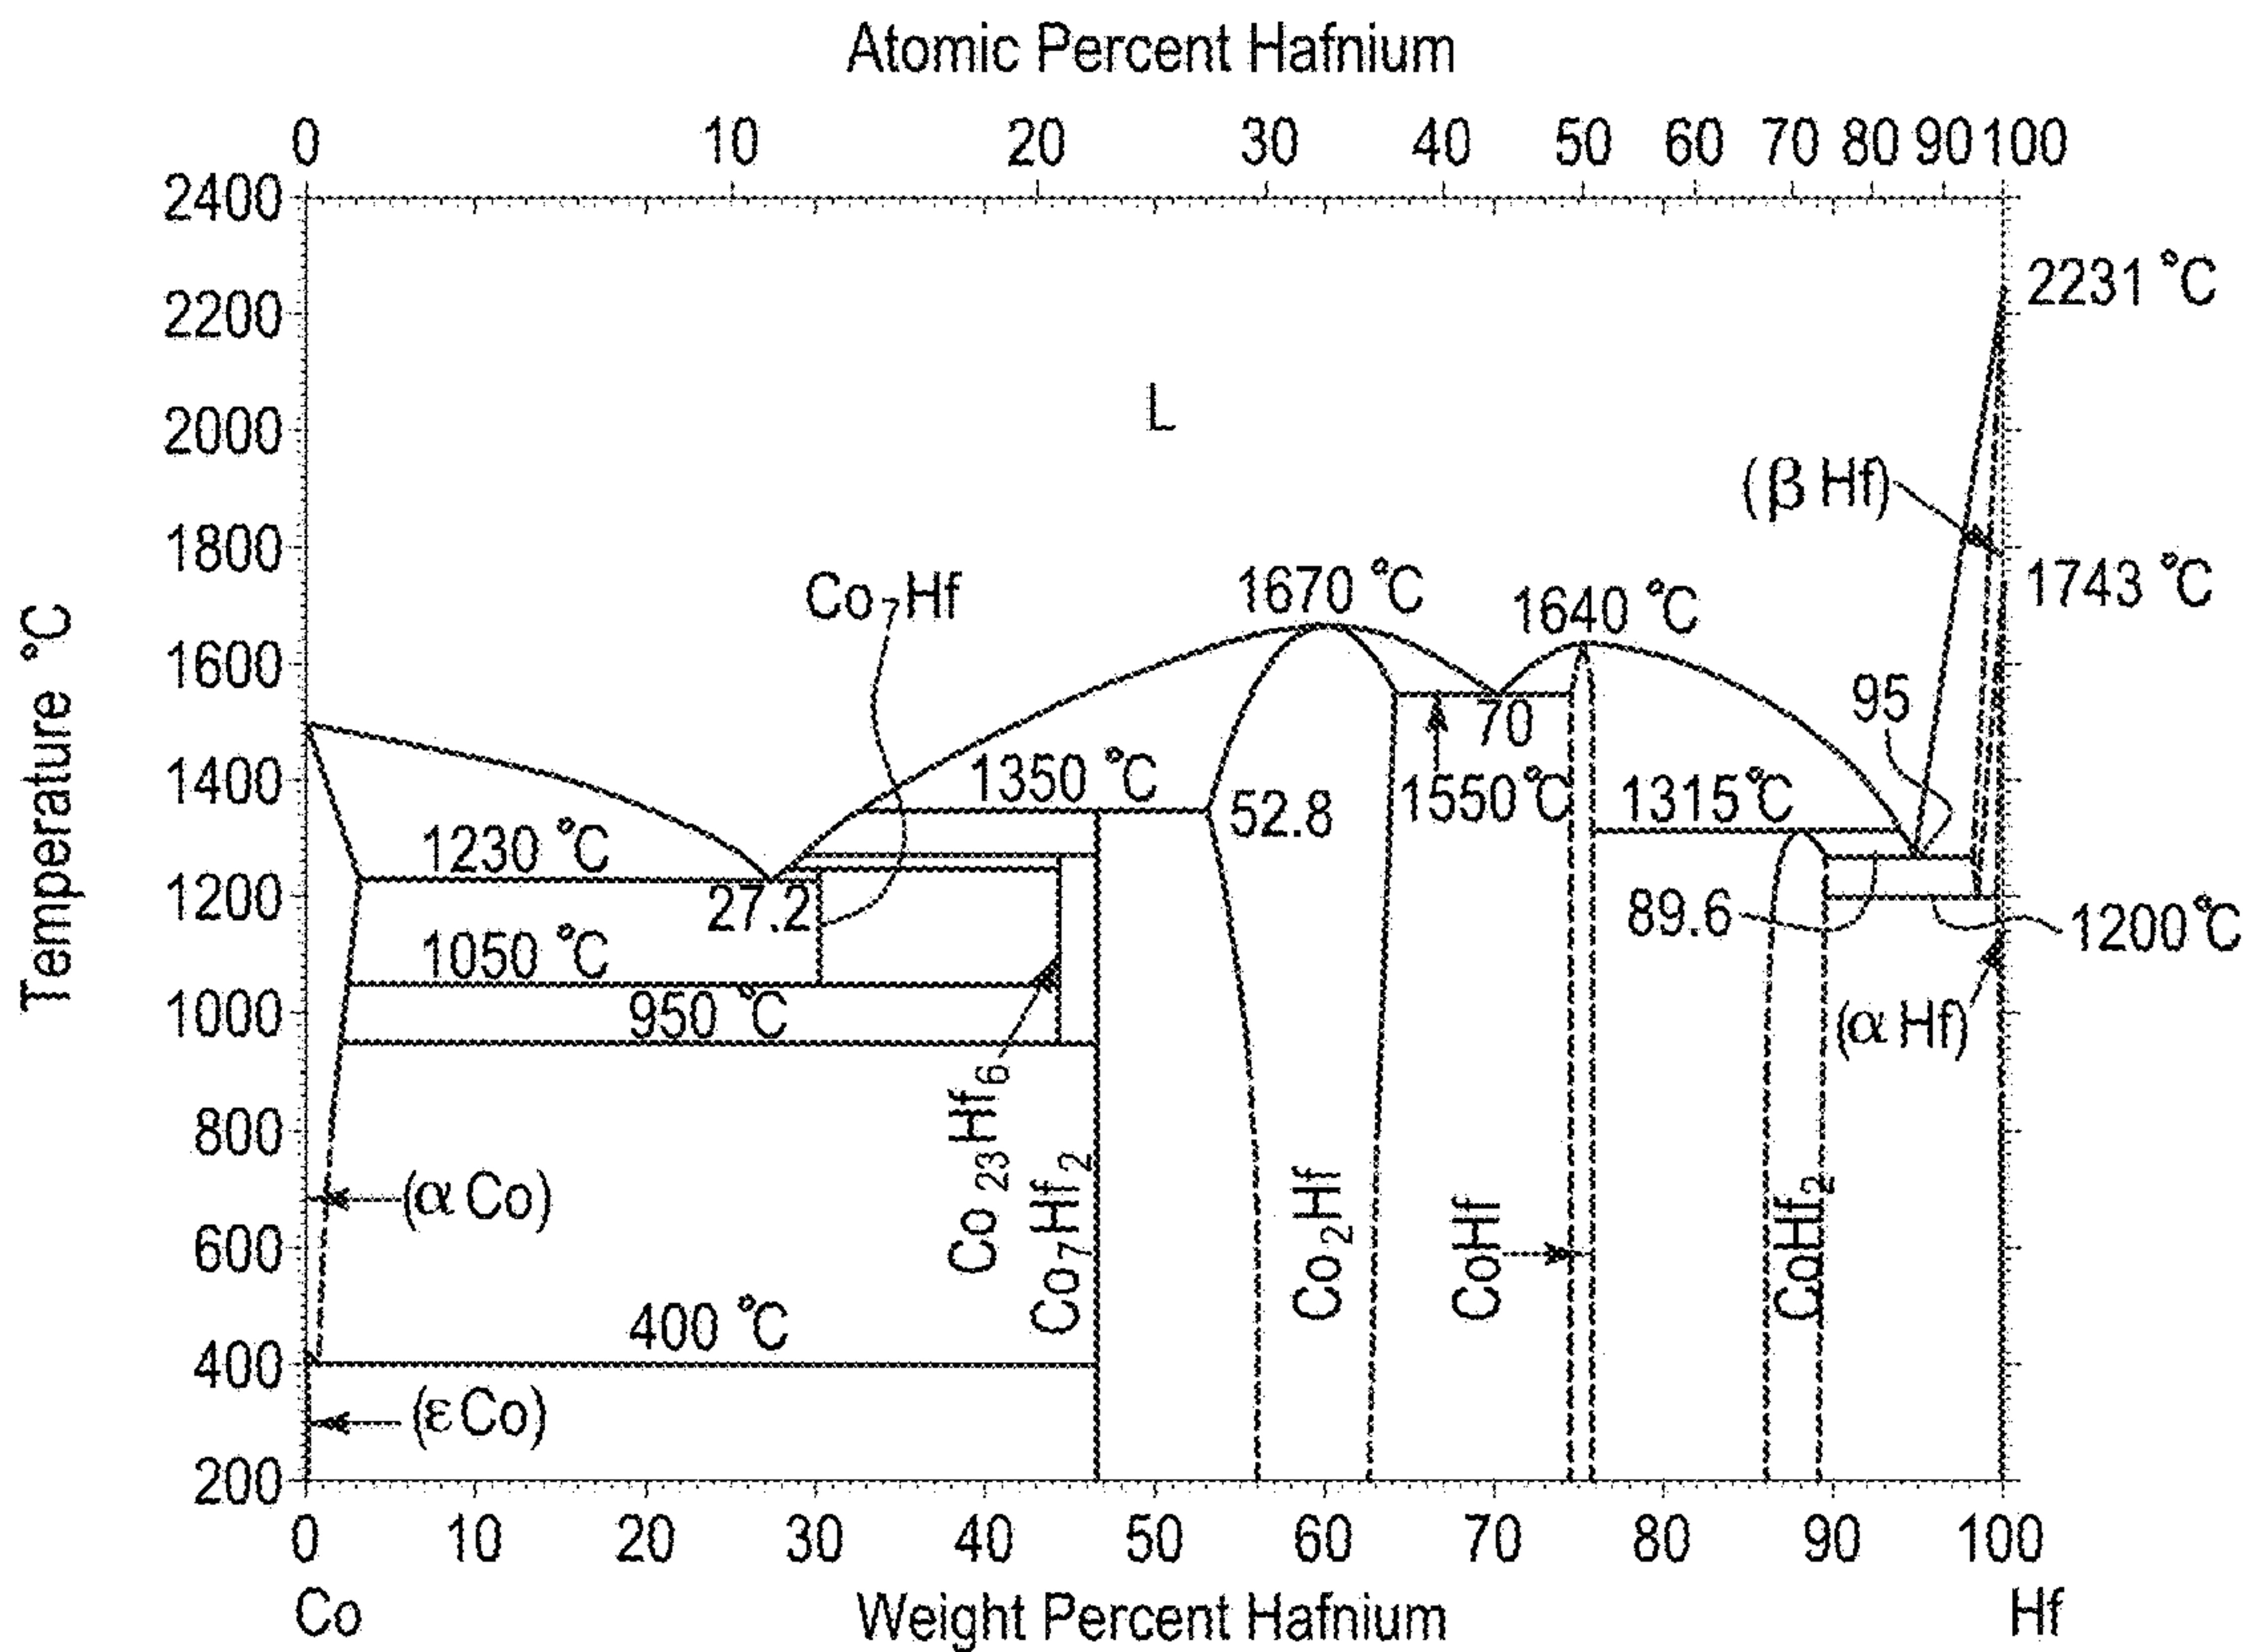 Atomic Percent Hafnium
0 10 20 30 40 50 60 70 80 90 100
2400
2200
2000
1800
1600
1400
1200
1000
800
600
400
200
Temperature °C
2231 °C
L
(β Hf)
1743 °C
Co₇Hf
1670 °C
1640 °C
95
70
1350 °C
1550°C
1315°C
52.8
1230 °C
27.2
89.6
1200°C
1050 °C
950 °C
(α Hf)
Co₂₃Hf₆
Co₇Hf₂
Co₂Hf
CoHf
CoHf₂
(α Co)
400 °C
(ε Co)
0 10 20 30 40 50 60 70 80 90 100
Co Weight Percent Hafnium Hf